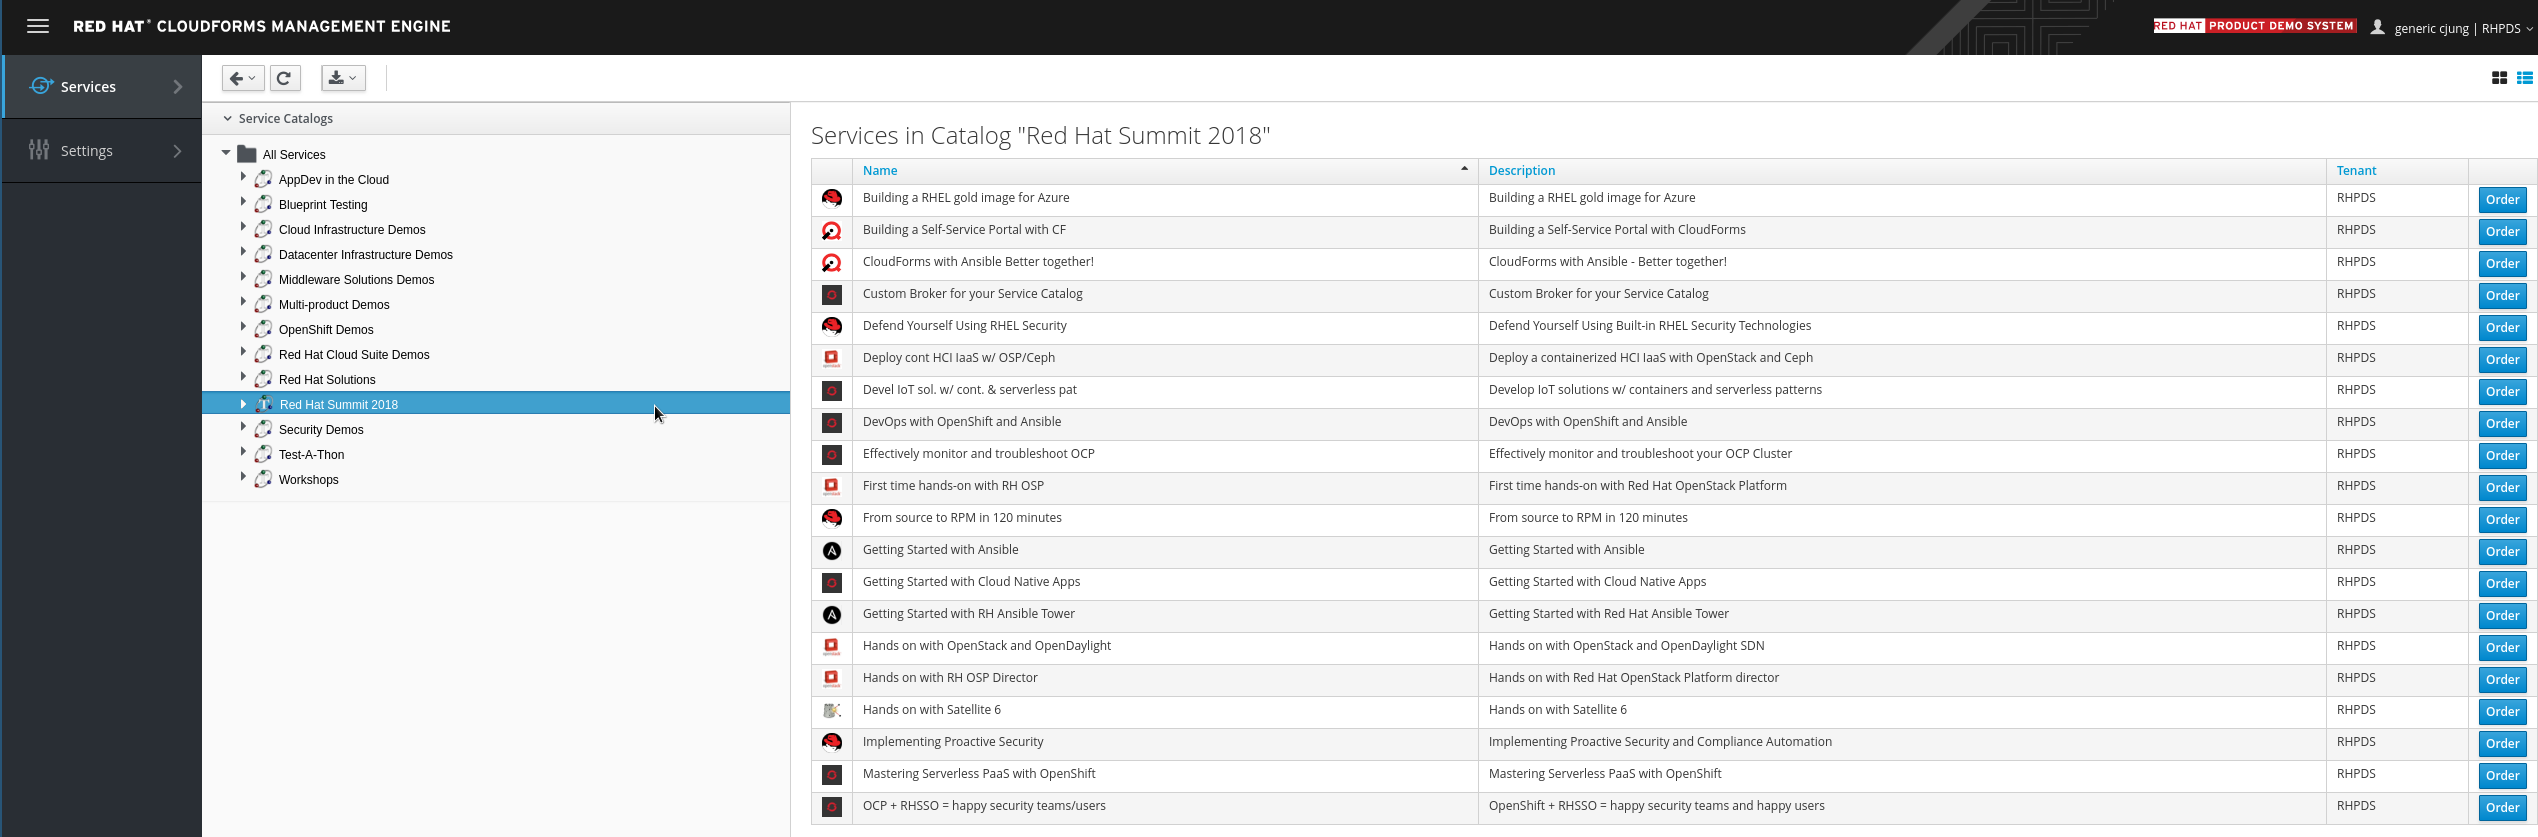 RED HAT® CLOUDFORMS MANAGEMENT ENGINE
RED HAT PRODUCT DEMO SYSTEM
generic cjung | RHPDS
Services
Settings
Service Catalogs
All Services
AppDev in the Cloud
Blueprint Testing
Cloud Infrastructure Demos
Datacenter Infrastructure Demos
Middleware Solutions Demos
Multi-product Demos
OpenShift Demos
Red Hat Cloud Suite Demos
Red Hat Solutions
Red Hat Summit 2018
Security Demos
Test-A-Thon
Workshops
Services in Catalog "Red Hat Summit 2018"
Name Description Tenant
Building a RHEL gold image for Azure Building a RHEL gold image for Azure RHPDS Order
Building a Self-Service Portal with CF Building a Self-Service Portal with CloudForms RHPDS Order
CloudForms with Ansible Better together! CloudForms with Ansible - Better together! RHPDS Order
Custom Broker for your Service Catalog Custom Broker for your Service Catalog RHPDS Order
Defend Yourself Using RHEL Security Defend Yourself Using Built-in RHEL Security Technologies RHPDS Order
Deploy cont HCI IaaS w/ OSP/Ceph Deploy a containerized HCI IaaS with OpenStack and Ceph RHPDS Order
Devel IoT sol. w/ cont. & serverless pat Develop IoT solutions w/ containers and serverless patterns RHPDS Order
DevOps with OpenShift and Ansible DevOps with OpenShift and Ansible RHPDS Order
Effectively monitor and troubleshoot OCP Effectively monitor and troubleshoot your OCP Cluster RHPDS Order
First time hands-on with RH OSP First time hands-on with Red Hat OpenStack Platform RHPDS Order
From source to RPM in 120 minutes From source to RPM in 120 minutes RHPDS Order
Getting Started with Ansible Getting Started with Ansible RHPDS Order
Getting Started with Cloud Native Apps Getting Started with Cloud Native Apps RHPDS Order
Getting Started with RH Ansible Tower Getting Started with Red Hat Ansible Tower RHPDS Order
Hands on with OpenStack and OpenDaylight Hands on with OpenStack and OpenDaylight SDN RHPDS Order
Hands on with RH OSP Director Hands on with Red Hat OpenStack Platform director RHPDS Order
Hands on with Satellite 6 Hands on with Satellite 6 RHPDS Order
Implementing Proactive Security Implementing Proactive Security and Compliance Automation RHPDS Order
Mastering Serverless PaaS with OpenShift Mastering Serverless PaaS with OpenShift RHPDS Order
OCP + RHSSO = happy security teams/users OpenShift + RHSSO = happy security teams and happy users RHPDS Order